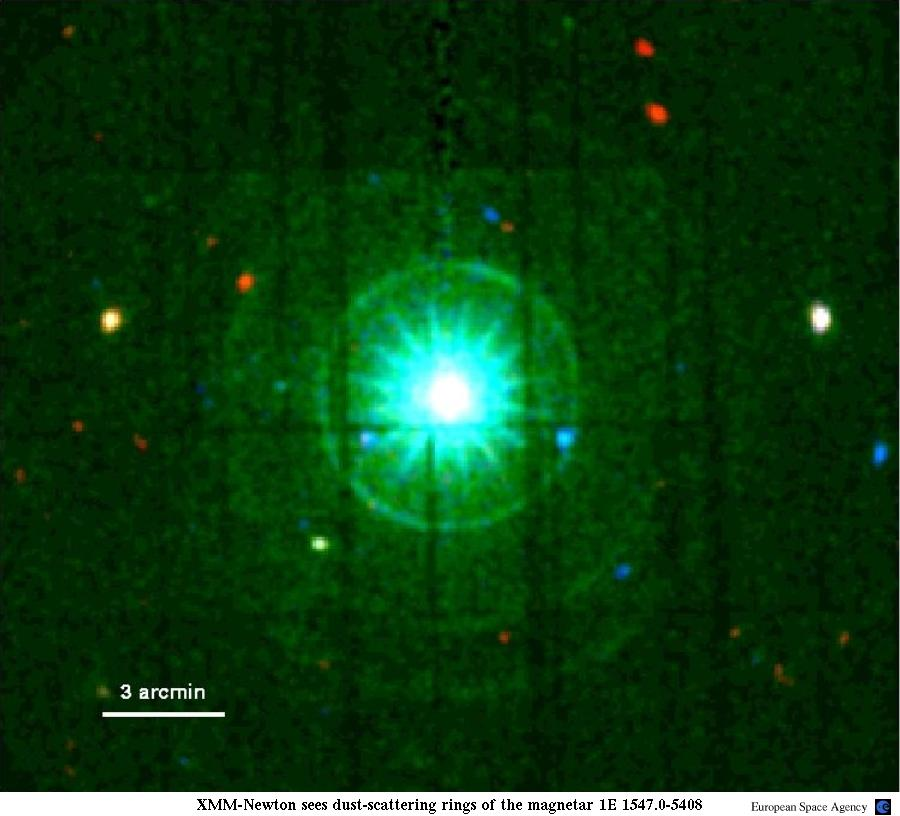 3 arcmin
XMM-Newton sees dust-scattering rings of the magnetar 1E 1547.0-5408
European Space Agency